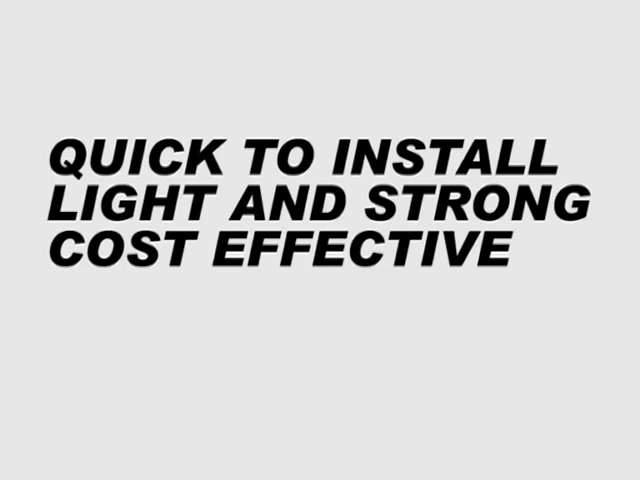 QUICK TO INSTALL
LIGHT AND STRONG
COST EFFECTIVE